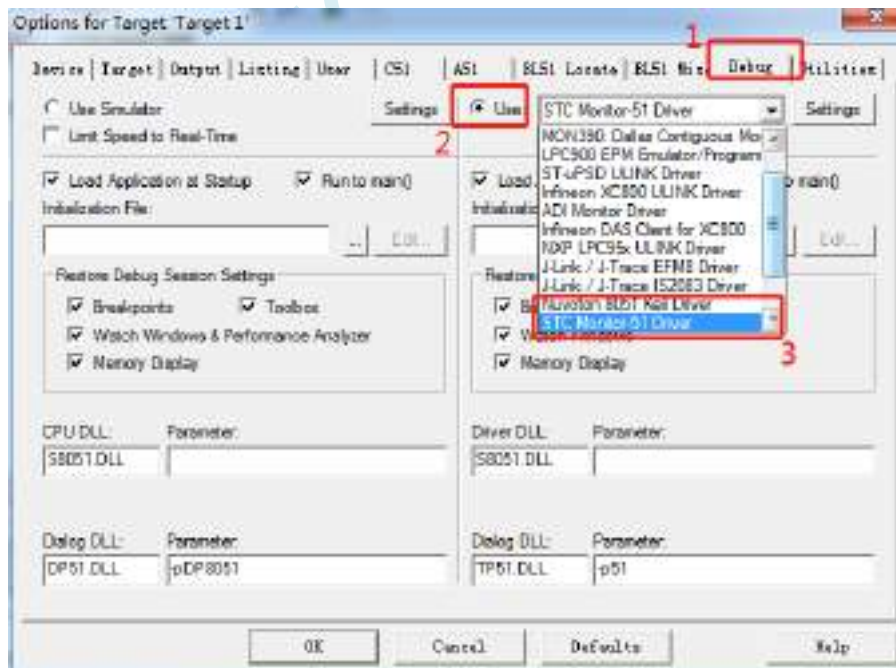 Options for Target 'Target 1'
1
Device | Target | Output | Listing | User | C51 | A51 | BL51 Locate | BL51 Misc Debug Utilities
Use Simulator Settings
Limit Speed to Real-Time
2
Use STC Monitor-51 Driver Settings
MON390: Dallas Contiguous Mo
LPC900 EPM Emulator/Program
ST-uPSD ULINK Driver
Infineon XC800 ULINK Driver
ADI Monitor Driver
Infineon DAS Client for XC800
NXP LPC95x ULINK Driver
J-Link / J-Trace EFM8 Driver
J-Link / J-Trace IS2083 Driver
Nuvoton 8051 Keil Driver
STC Monitor-51 Driver
3
Load Application at Startup Run to main()
Initialization File:
... Edit...
Restore Debug Session Settings
Breakpoints Toolbox
Watch Windows & Performance Analyzer
Memory Display
Load main()
Edit...
Restore
Memory Display
CPU DLL: Parameter:
S8051.DLL
Dialog DLL: Parameter:
DP51.DLL -pDP8051
Driver DLL: Parameter:
S8051.DLL
Dialog DLL: Parameter:
TP51.DLL -p51
OK Cancel Defaults Help